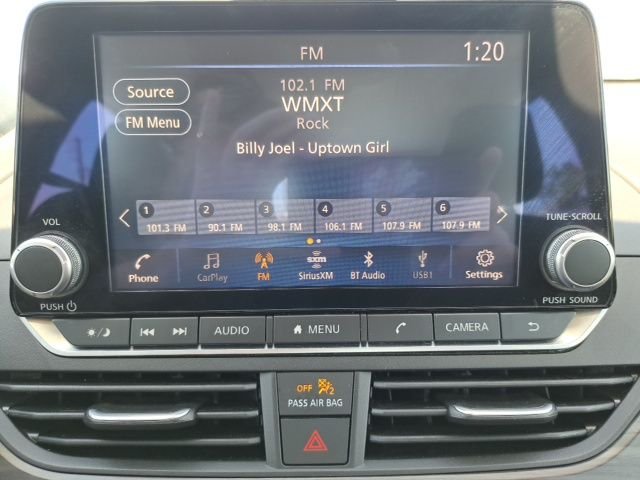 FM
1:20
Source
102.1 FM
WMXT
FM Menu
Rock
Billy Joel - Uptown Girl
1 2 3 4 5 6
101.3 FM 90.1 FM 98.1 FM 106.1 FM 107.9 FM 107.9 FM
VOL
TUNE·SCROLL
Phone CarPlay FM SiriusXM BT Audio USB1 Settings
sxm
PUSH
PUSH SOUND
AUDIO MENU CAMERA
OFF 2
PASS AIR BAG